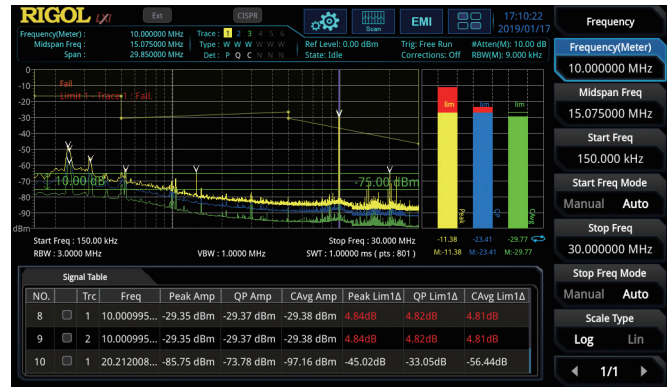 RIGOL LXI Ext CISPR Scan EMI 17:10:22 2019/01/17
Frequency(Meter) : 10.000000 MHz Trace : 1 2 3 4 5 6 Ref Level: 0.00 dBm Trig: Free Run #Atten(M): 10.00 dB
Midspan Freq : 15.075000 MHz Type : W W W W W W State: Idle Corrections: Off RBW(M): 9.000 kHz
Span : 29.850000 MHz Det : P Q C N N N
0
-10
-20
-30
-40
-50
-60
-70
-80
-90
dBm
Fail
Limit 1 - Trace 1 : Fail.
10.00 dB
-75.00 dBm
lim lim lim
Peak QP CAvg
Start Freq : 150.00 kHz Stop Freq : 30.000 MHz
RBW : 3.0000 MHz VBW : 1.0000 MHz SWT : 1.00000 ms ( pts : 801 )
-11.38 -23.41 -29.77
M:-11.38 M:-23.41 M:-29.77
Signal Table
NO. Trc Freq Peak Amp QP Amp CAvg Amp Peak Lim1Δ QP Lim1Δ CAvg Lim1Δ
8 1 10.000995... -29.35 dBm -29.37 dBm -29.38 dBm 4.84dB 4.82dB 4.81dB
9 2 10.000995... -29.35 dBm -29.37 dBm -29.38 dBm 4.84dB 4.82dB 4.81dB
10 1 20.212008... -85.75 dBm -73.78 dBm -97.16 dBm -45.02dB -33.05dB -56.44dB
Frequency
Frequency(Meter)
10.000000 MHz
Midspan Freq
15.075000 MHz
Start Freq
150.000 kHz
Start Freq Mode
Manual Auto
Stop Freq
30.000000 MHz
Stop Freq Mode
Manual Auto
Scale Type
Log Lin
1/1